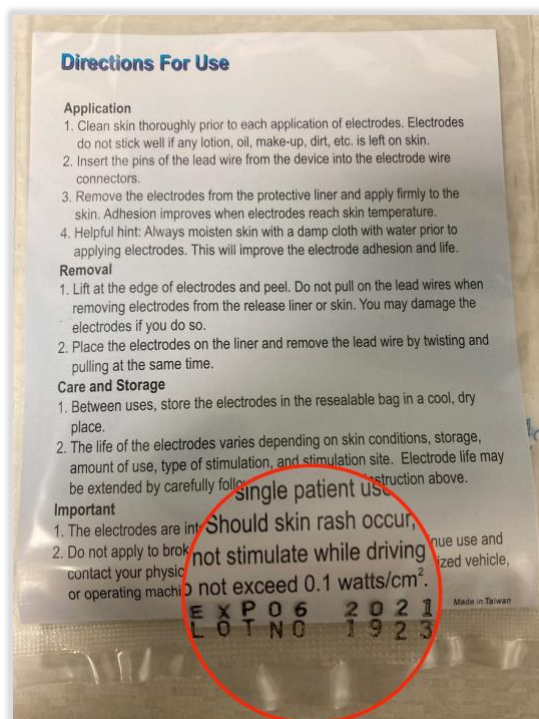 Directions For Use
Application
1. Clean skin thoroughly prior to each application of electrodes. Electrodes
do not stick well if any lotion, oil, make-up, dirt, etc. is left on skin.
2. Insert the pins of the lead wire from the device into the electrode wire
connectors.
3. Remove the electrodes from the protective liner and apply firmly to the
skin. Adhesion improves when electrodes reach skin temperature.
4. Helpful hint: Always moisten skin with a damp cloth with water prior to
applying electrodes. This will improve the electrode adhesion and life.
Removal
1. Lift at the edge of electrodes and peel. Do not pull on the lead wires when
removing electrodes from the release liner or skin. You may damage the
electrodes if you do so.
2. Place the electrodes on the liner and remove the lead wire by twisting and
pulling at the same time.
Care and Storage
1. Between uses, store the electrodes in the resealable bag in a cool, dry
place.
2. The life of the electrodes varies depending on skin conditions, storage,
amount of use, type of stimulation, and stimulation site. Electrode life may
be extended by carefully above.
Important
1. The electrodes are
2. Do not apply to use and
contact your vehicle,
or operating
single patient
Should skin rash occur,
not stimulate while driving
not exceed 0.1 watts/cm².
EXP06 2021
LOTNO 1923
Made in Taiwan